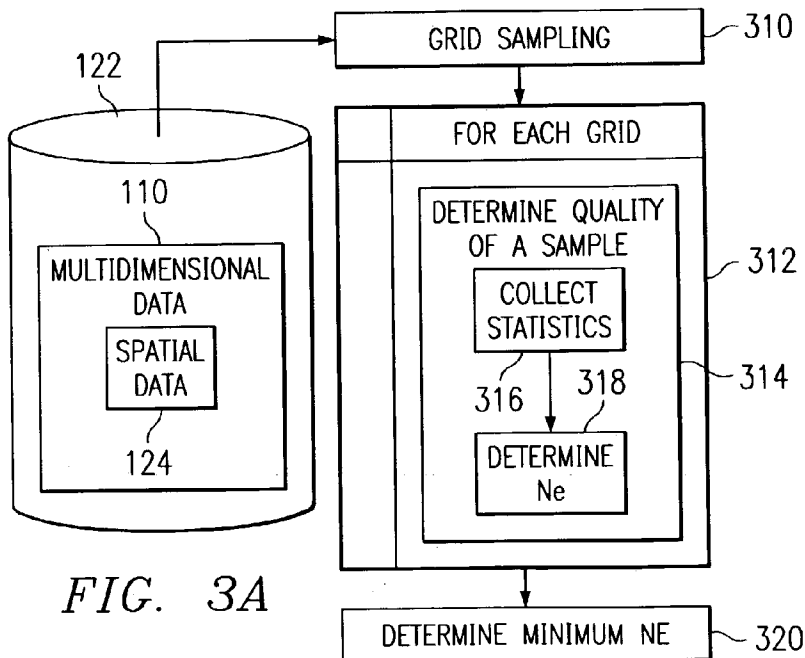 GRID SAMPLING
310
122
FOR EACH GRID
110
MULTIDIMENSIONAL
DATA
SPATIAL
DATA
124
DETERMINE QUALITY
OF A SAMPLE
312
COLLECT
STATISTICS
314
316
318
DETERMINE
Ne
FIG. 3A
DETERMINE MINIMUM NE
320